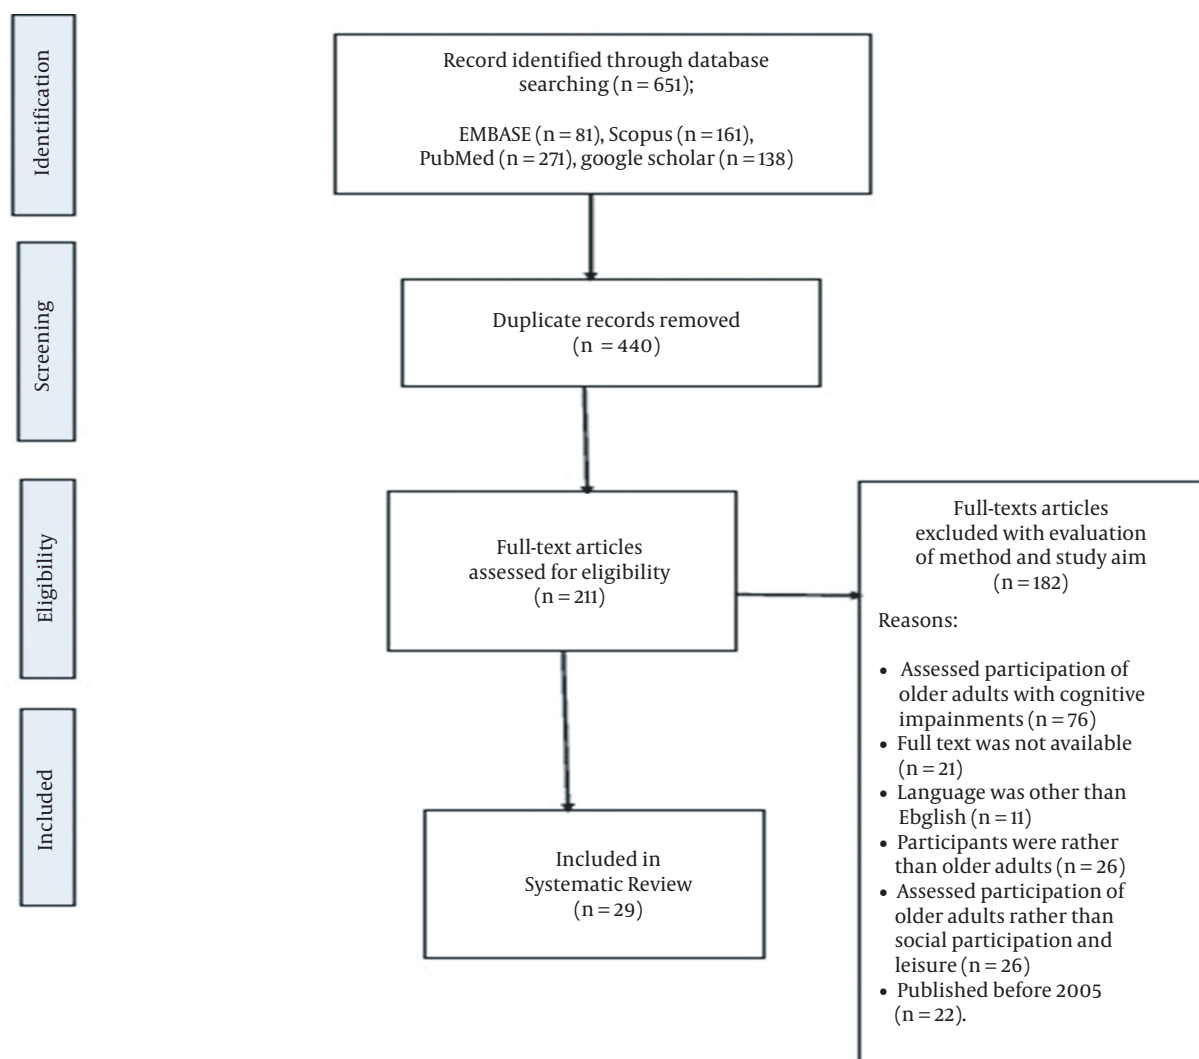 Identification
Record identified through database
searching (n = 651);
EMBASE (n = 81), Scopus (n = 161),
PubMed (n = 271), google scholar (n = 138)
Screening
Duplicate records removed
(n = 440)
Eligibility
Full-text articles
assessed for eligibility
(n = 211)
Full-texts articles
excluded with evaluation
of method and study aim
(n = 182)
Reasons:
• Assessed participation of
older adults with cognitive
impairments (n = 76)
• Full text was not available
(n = 21)
• Language was other than
Ebglish (n = 11)
• Participants were rather
than older adults (n = 26)
• Assessed participation of
older adults rather than
social participation and
leisure (n = 26)
• Published before 2005
(n = 22).
Included
Included in
Systematic Review
(n = 29)